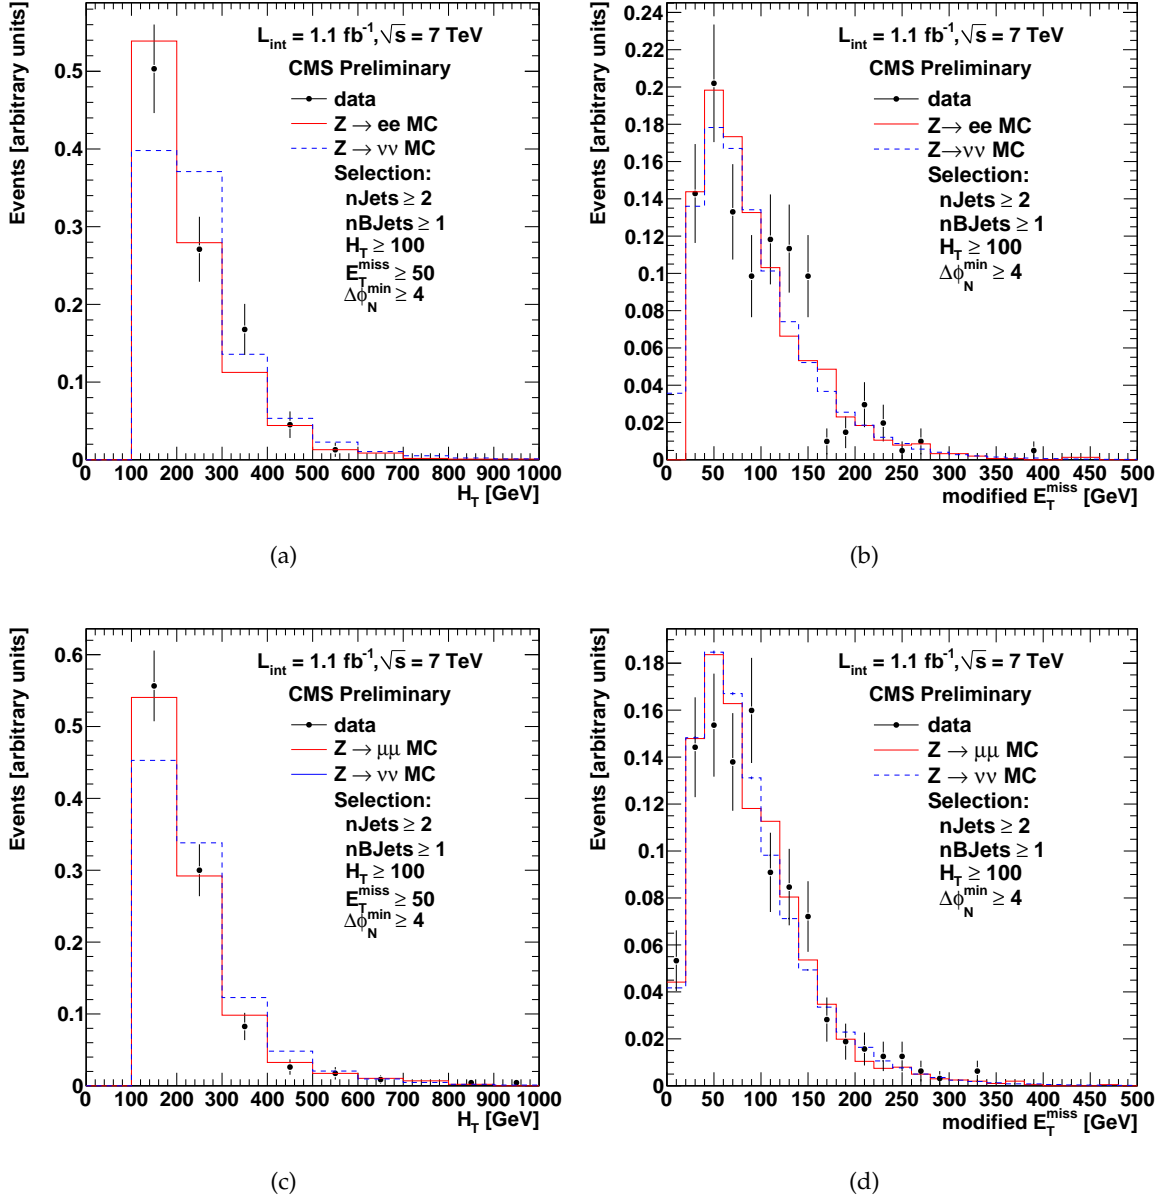 L_int = 1.1 fb^-1, √s = 7 TeV
CMS Preliminary
data
Z → ee MC
Z → νν MC
Selection:
nJets ≥ 2
nBJets ≥ 1
H_T ≥ 100
E_T^miss ≥ 50
Δϕ_N^min ≥ 4
Events [arbitrary units]
0.5
0.4
0.3
0.2
0.1
0
0 100 200 300 400 500 600 700 800 900 1000
H_T [GeV]
(a)
L_int = 1.1 fb^-1, √s = 7 TeV
CMS Preliminary
data
Z → ee MC
Z→νν MC
Selection:
nJets ≥ 2
nBJets ≥ 1
H_T ≥ 100
Δϕ_N^min ≥ 4
Events [arbitrary units]
0.24
0.22
0.2
0.18
0.16
0.14
0.12
0.1
0.08
0.06
0.04
0.02
0
0 50 100 150 200 250 300 350 400 450 500
modified E_T^miss [GeV]
(b)
L_int = 1.1 fb^-1, √s = 7 TeV
CMS Preliminary
data
Z → μμ MC
Z → νν MC
Selection:
nJets ≥ 2
nBJets ≥ 1
H_T ≥ 100
E_T^miss ≥ 50
Δϕ_N^min ≥ 4
Events [arbitrary units]
0.6
0.5
0.4
0.3
0.2
0.1
0
0 100 200 300 400 500 600 700 800 900 1000
H_T [GeV]
(c)
L_int = 1.1 fb^-1, √s = 7 TeV
CMS Preliminary
data
Z → μμ MC
Z → νν MC
Selection:
nJets ≥ 2
nBJets ≥ 1
H_T ≥ 100
Δϕ_N^min ≥ 4
Events [arbitrary units]
0.18
0.16
0.14
0.12
0.1
0.08
0.06
0.04
0.02
0
0 50 100 150 200 250 300 350 400 450 500
modified E_T^miss [GeV]
(d)